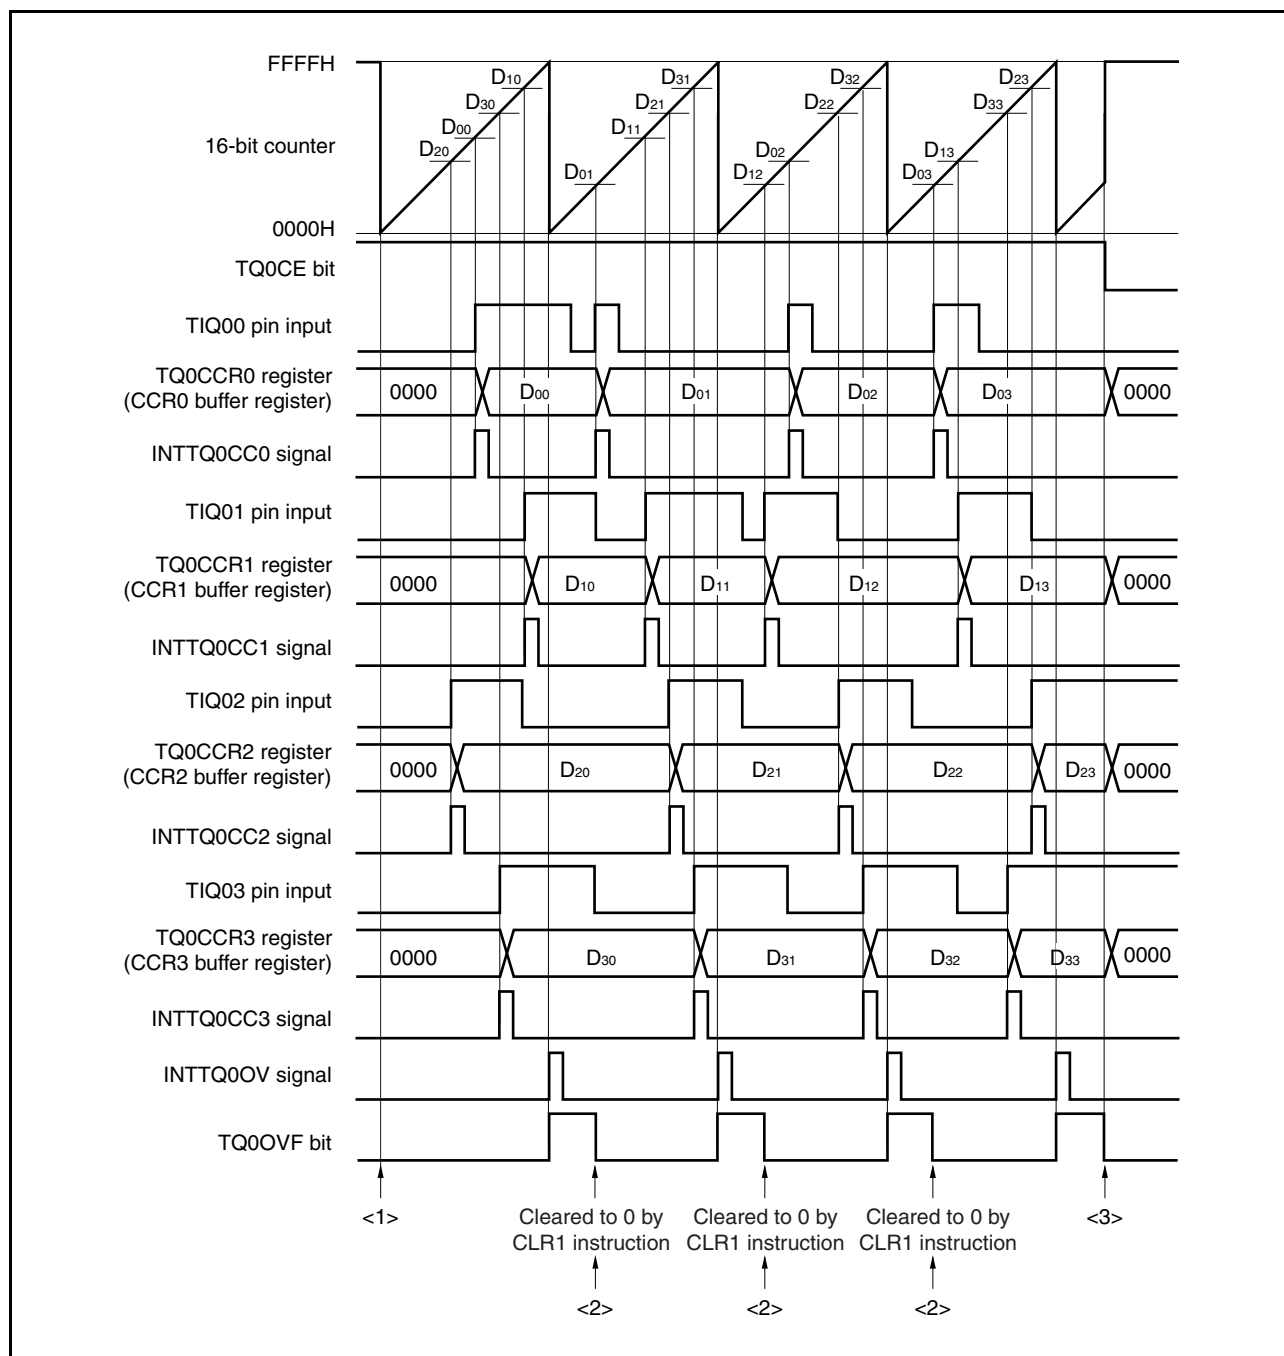 FFFFH
D10
D31
D32
D23
D30
D21
D22
D33
D00
D11
D02
D13
16-bit counter
D20
D01
D12
D03
0000H
TQ0CE bit
TIQ00 pin input
TQ0CCR0 register
(CCR0 buffer register)
0000
D00
D01
D02
D03
0000
INTTQ0CC0 signal
TIQ01 pin input
TQ0CCR1 register
(CCR1 buffer register)
0000
D10
D11
D12
D13
0000
INTTQ0CC1 signal
TIQ02 pin input
TQ0CCR2 register
(CCR2 buffer register)
0000
D20
D21
D22
D23
0000
INTTQ0CC2 signal
TIQ03 pin input
TQ0CCR3 register
(CCR3 buffer register)
0000
D30
D31
D32
D33
0000
INTTQ0CC3 signal
INTTQ0OV signal
TQ0OVF bit
<1>
Cleared to 0 by
CLR1 instruction
Cleared to 0 by
CLR1 instruction
Cleared to 0 by
CLR1 instruction
<3>
<2>
<2>
<2>